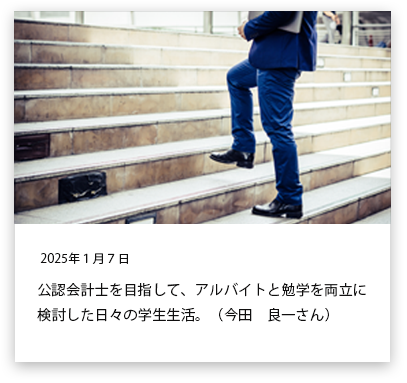 2025年１月７日
公認会計士を目指して、アルバイトと勉学を両立に
検討した日々の学生生活。（今田　良一さん）